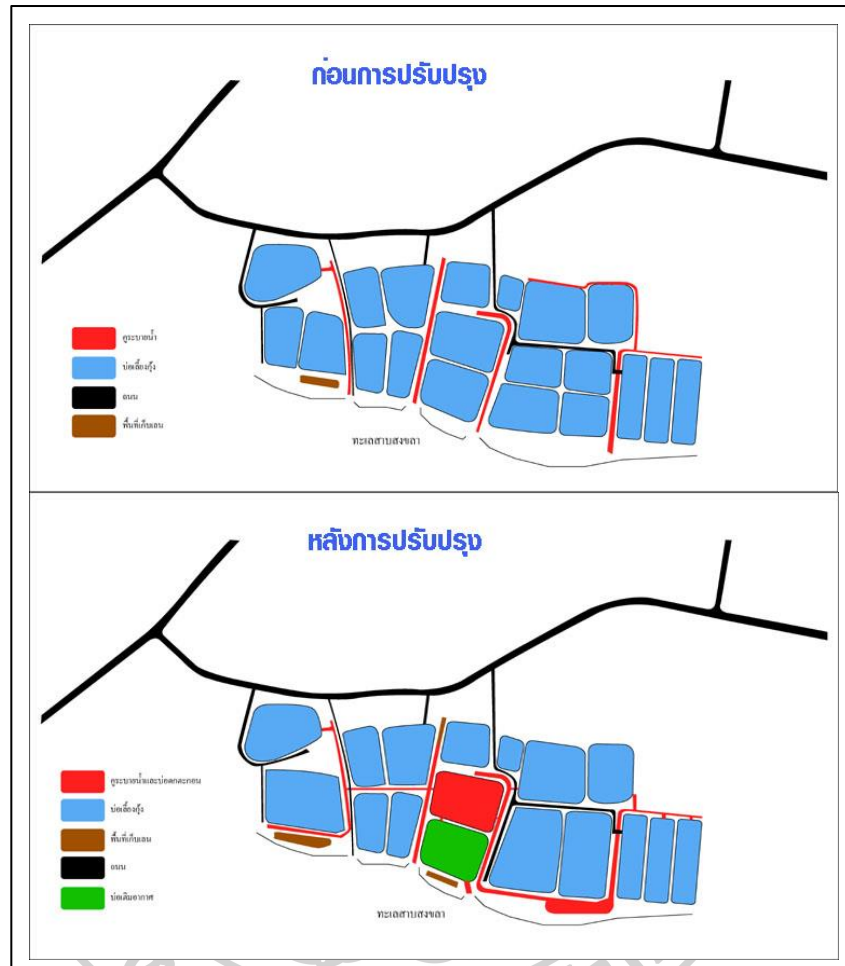 ก่อนการปรับปรุง
คูระบายน้ำ
บ่อเลี้ยงกุ้ง
ถนน
พื้นที่เก็บเลน
ทะเลสาบสงขลา
หลังการปรับปรุง
คูระบายน้ำและบ่อตกตะกอน
บ่อเลี้ยงกุ้ง
พื้นที่เก็บเลน
ถนน
บ่อเติมอากาศ
ทะเลสาบสงขลา